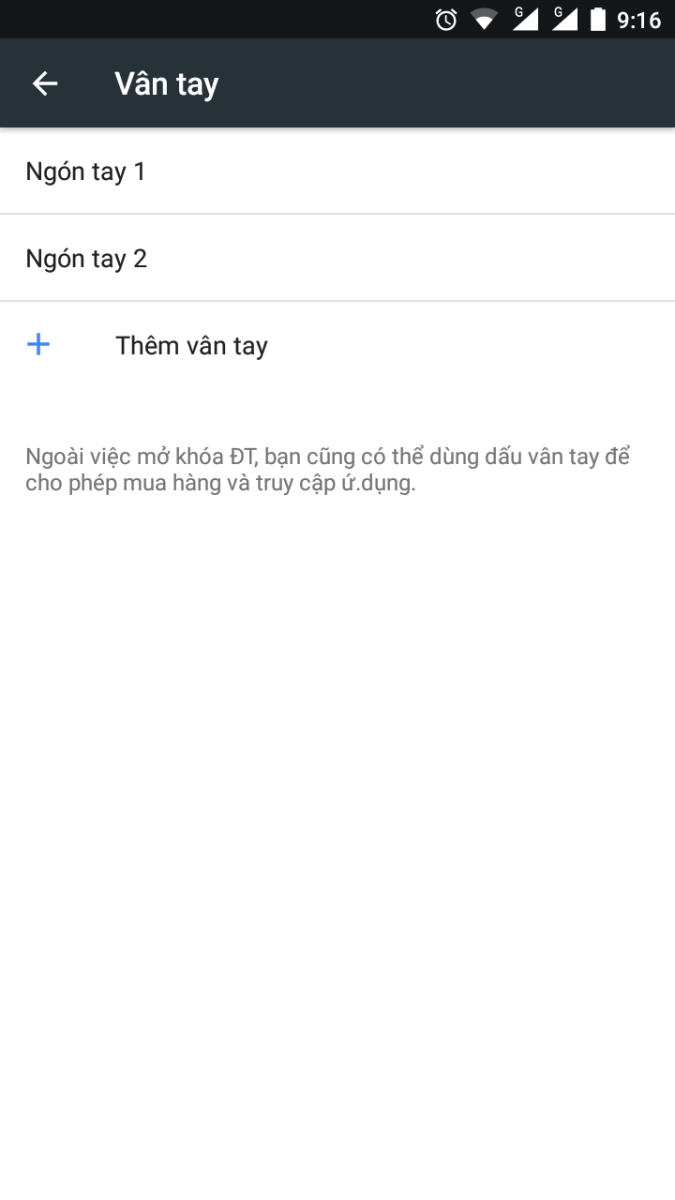 G G 9:16
Vân tay
Ngón tay 1
Ngón tay 2
Thêm vân tay
Ngoài việc mở khóa ĐT, bạn cũng có thể dùng dấu vân tay để
cho phép mua hàng và truy cập ứ.dụng.